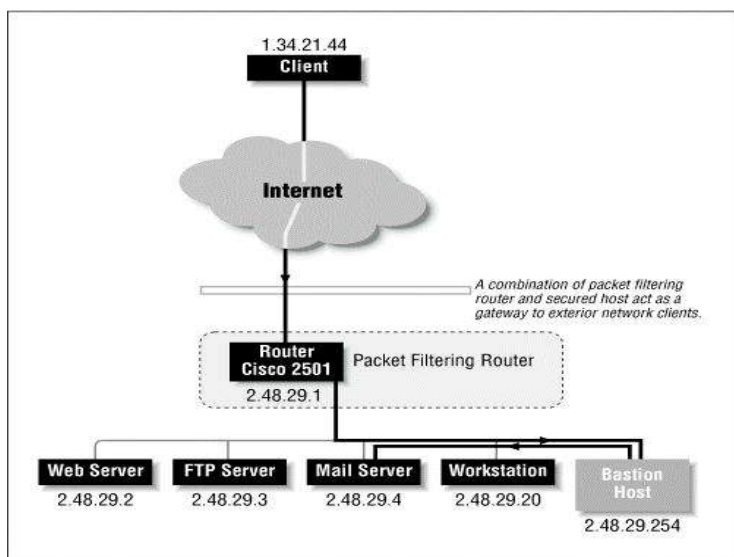 1.34.21.44
Client
Internet
A combination of packet filtering
router and secured host act as a
gateway to exterior network clients.
Router
Cisco 2501
Packet Filtering Router
2.48.29.1
Web Server
FTP Server
Mail Server
Workstation
Bastion
Host
2.48.29.2
2.48.29.3
2.48.29.4
2.48.29.20
2.48.29.254